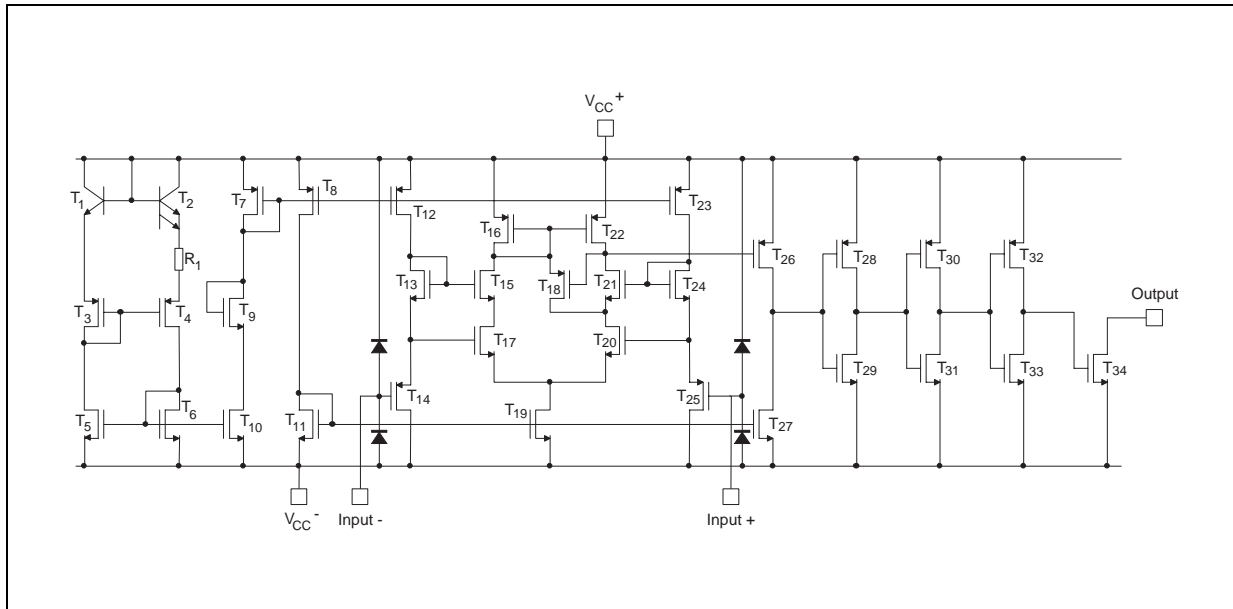 VCC+
T1
T2
T7
T8
T12
T16
T22
T23
T26
T28
T30
T32
R1
T3
T4
T9
T13
T15
T18
T21
T24
Output
T17
T20
T29
T31
T33
T34
T5
T6
T10
T11
T14
T19
T25
T27
VCC-
Input -
Input +